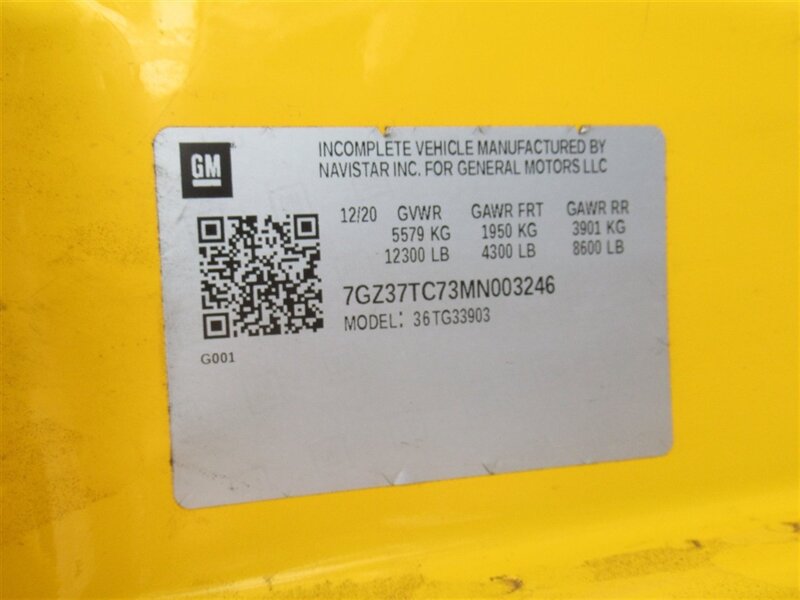 GM
INCOMPLETE VEHICLE MANUFACTURED BY
NAVISTAR INC. FOR GENERAL MOTORS LLC
12/20 GVWR GAWR FRT GAWR RR
5579 KG 1950 KG 3901 KG
12300 LB 4300 LB 8600 LB
7GZ37TC73MN003246
MODEL: 36TG33903
G001